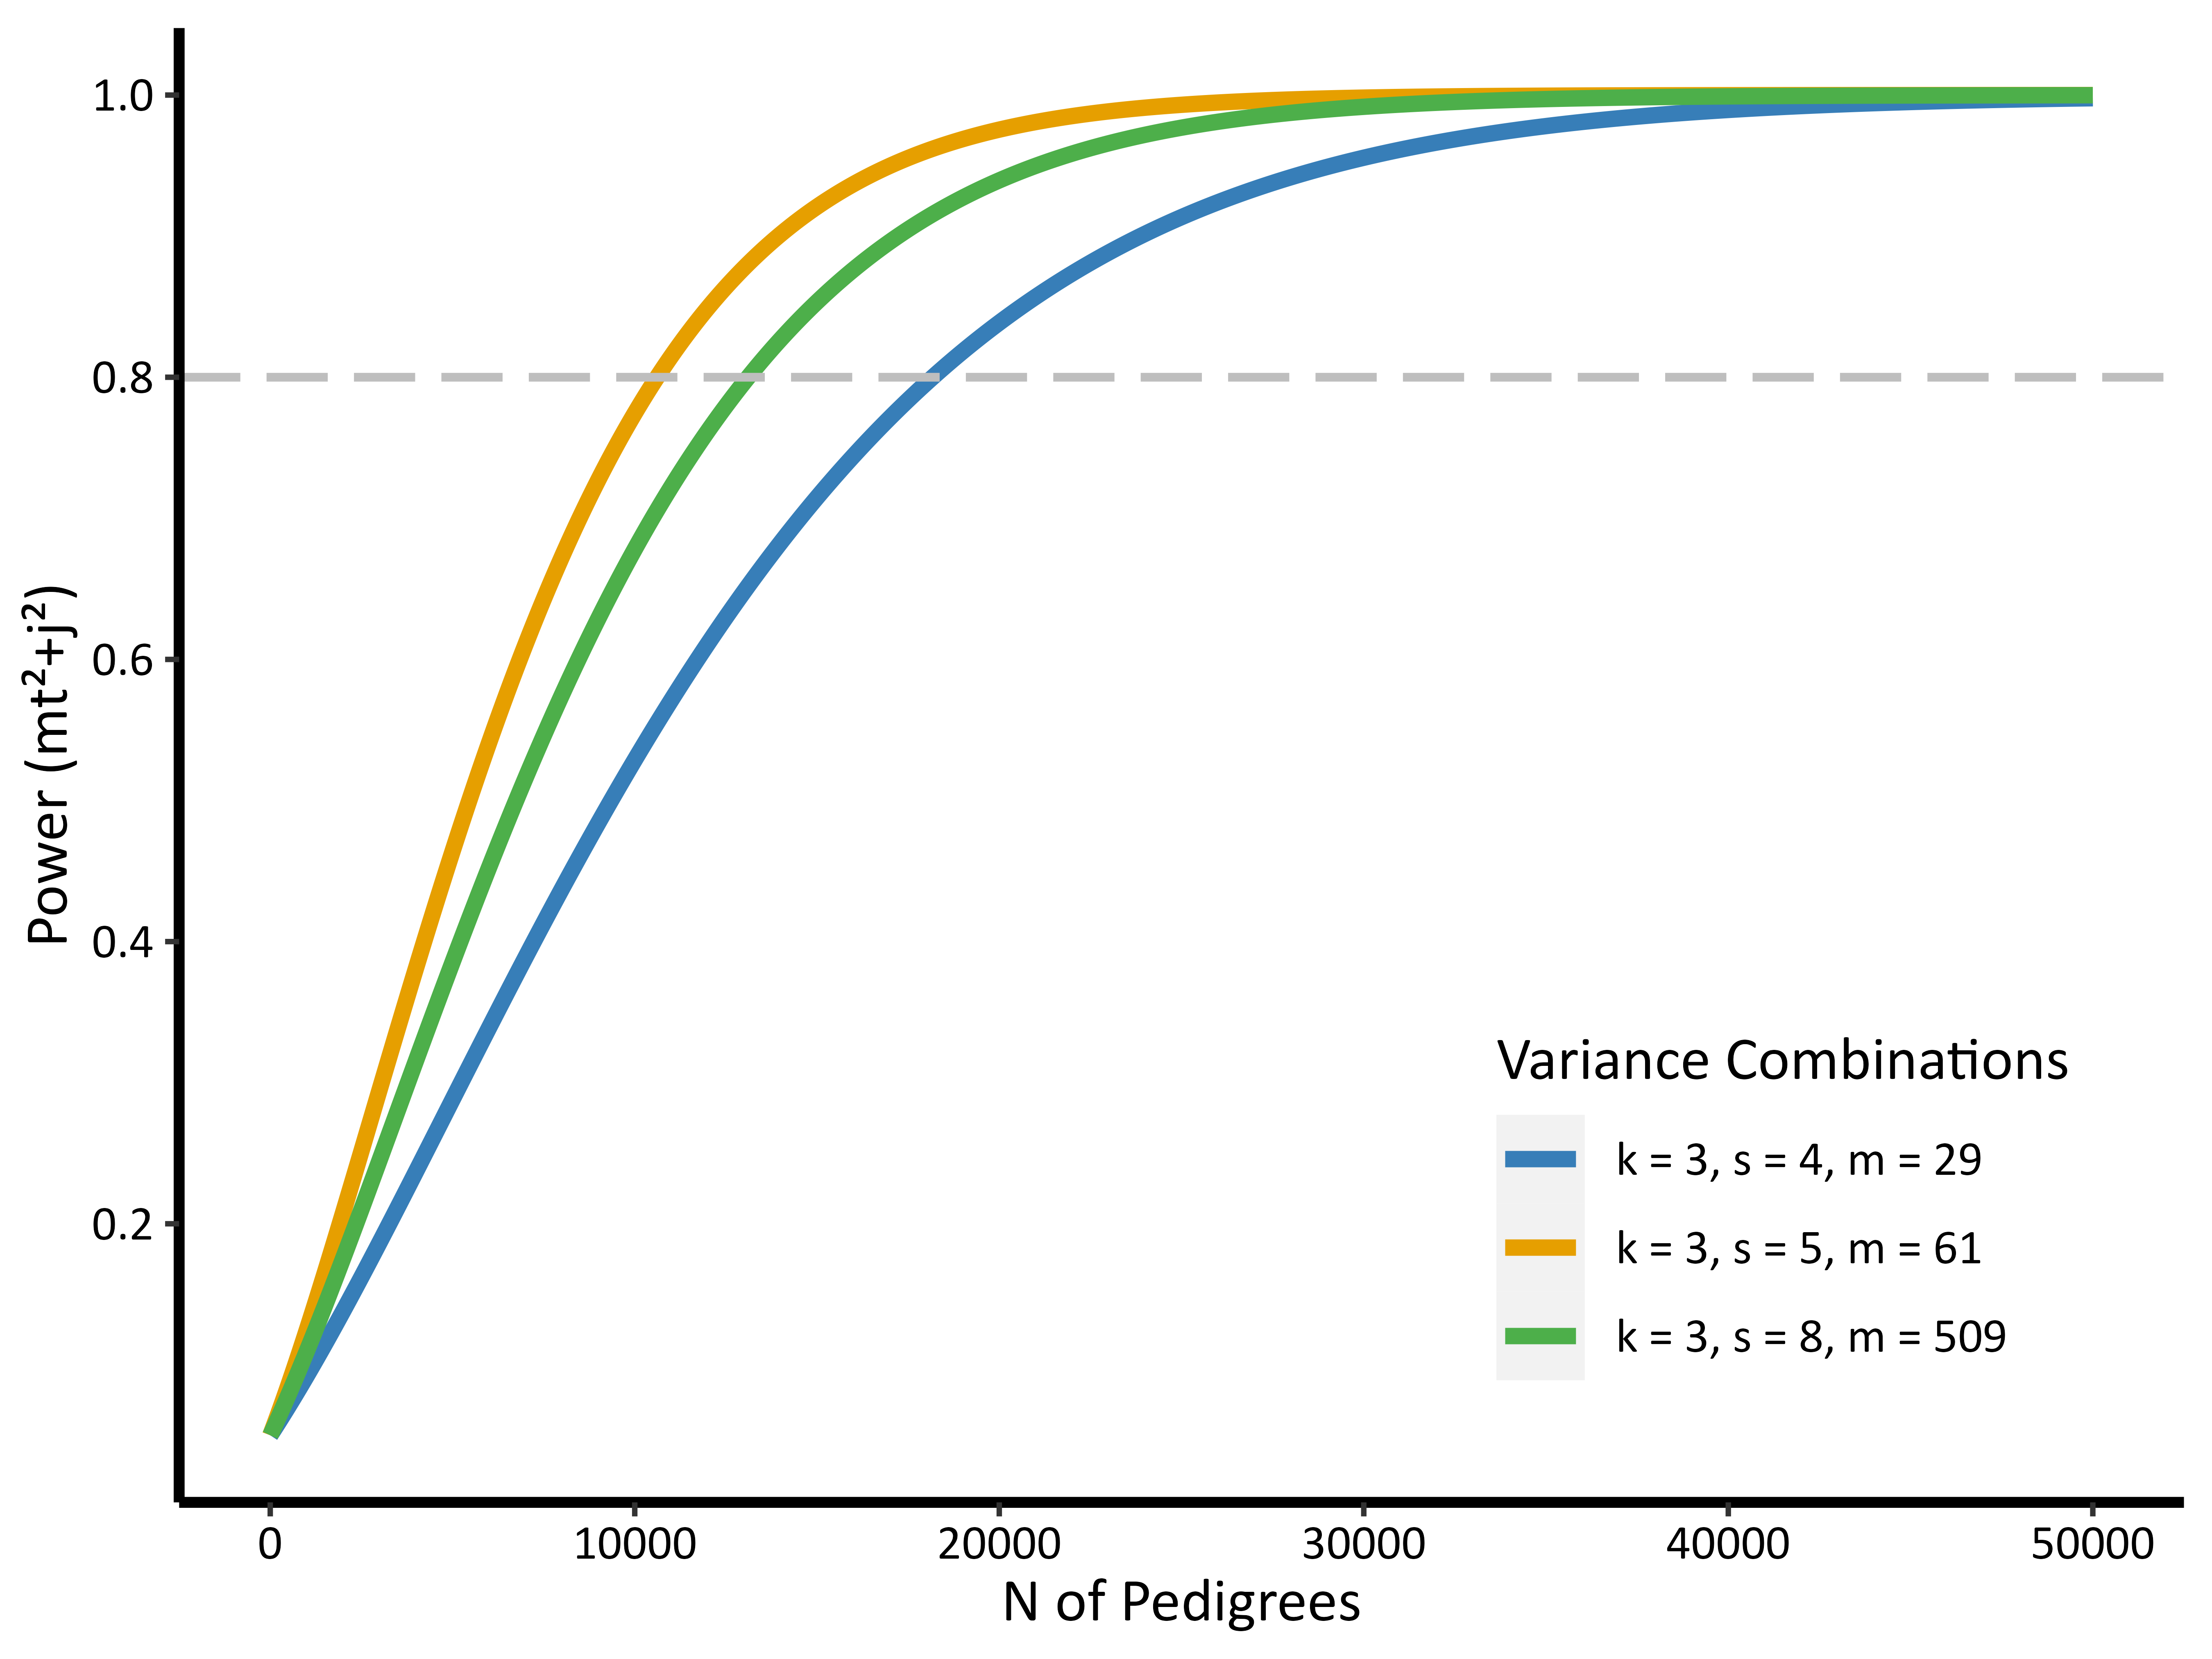 Power (mt²+j²)
1.0
0.8
0.6
0.4
0.2
Variance Combinations
k = 3, s = 4, m = 29
k = 3, s = 5, m = 61
k = 3, s = 8, m = 509
0 10000 20000 30000 40000 50000
N of Pedigrees